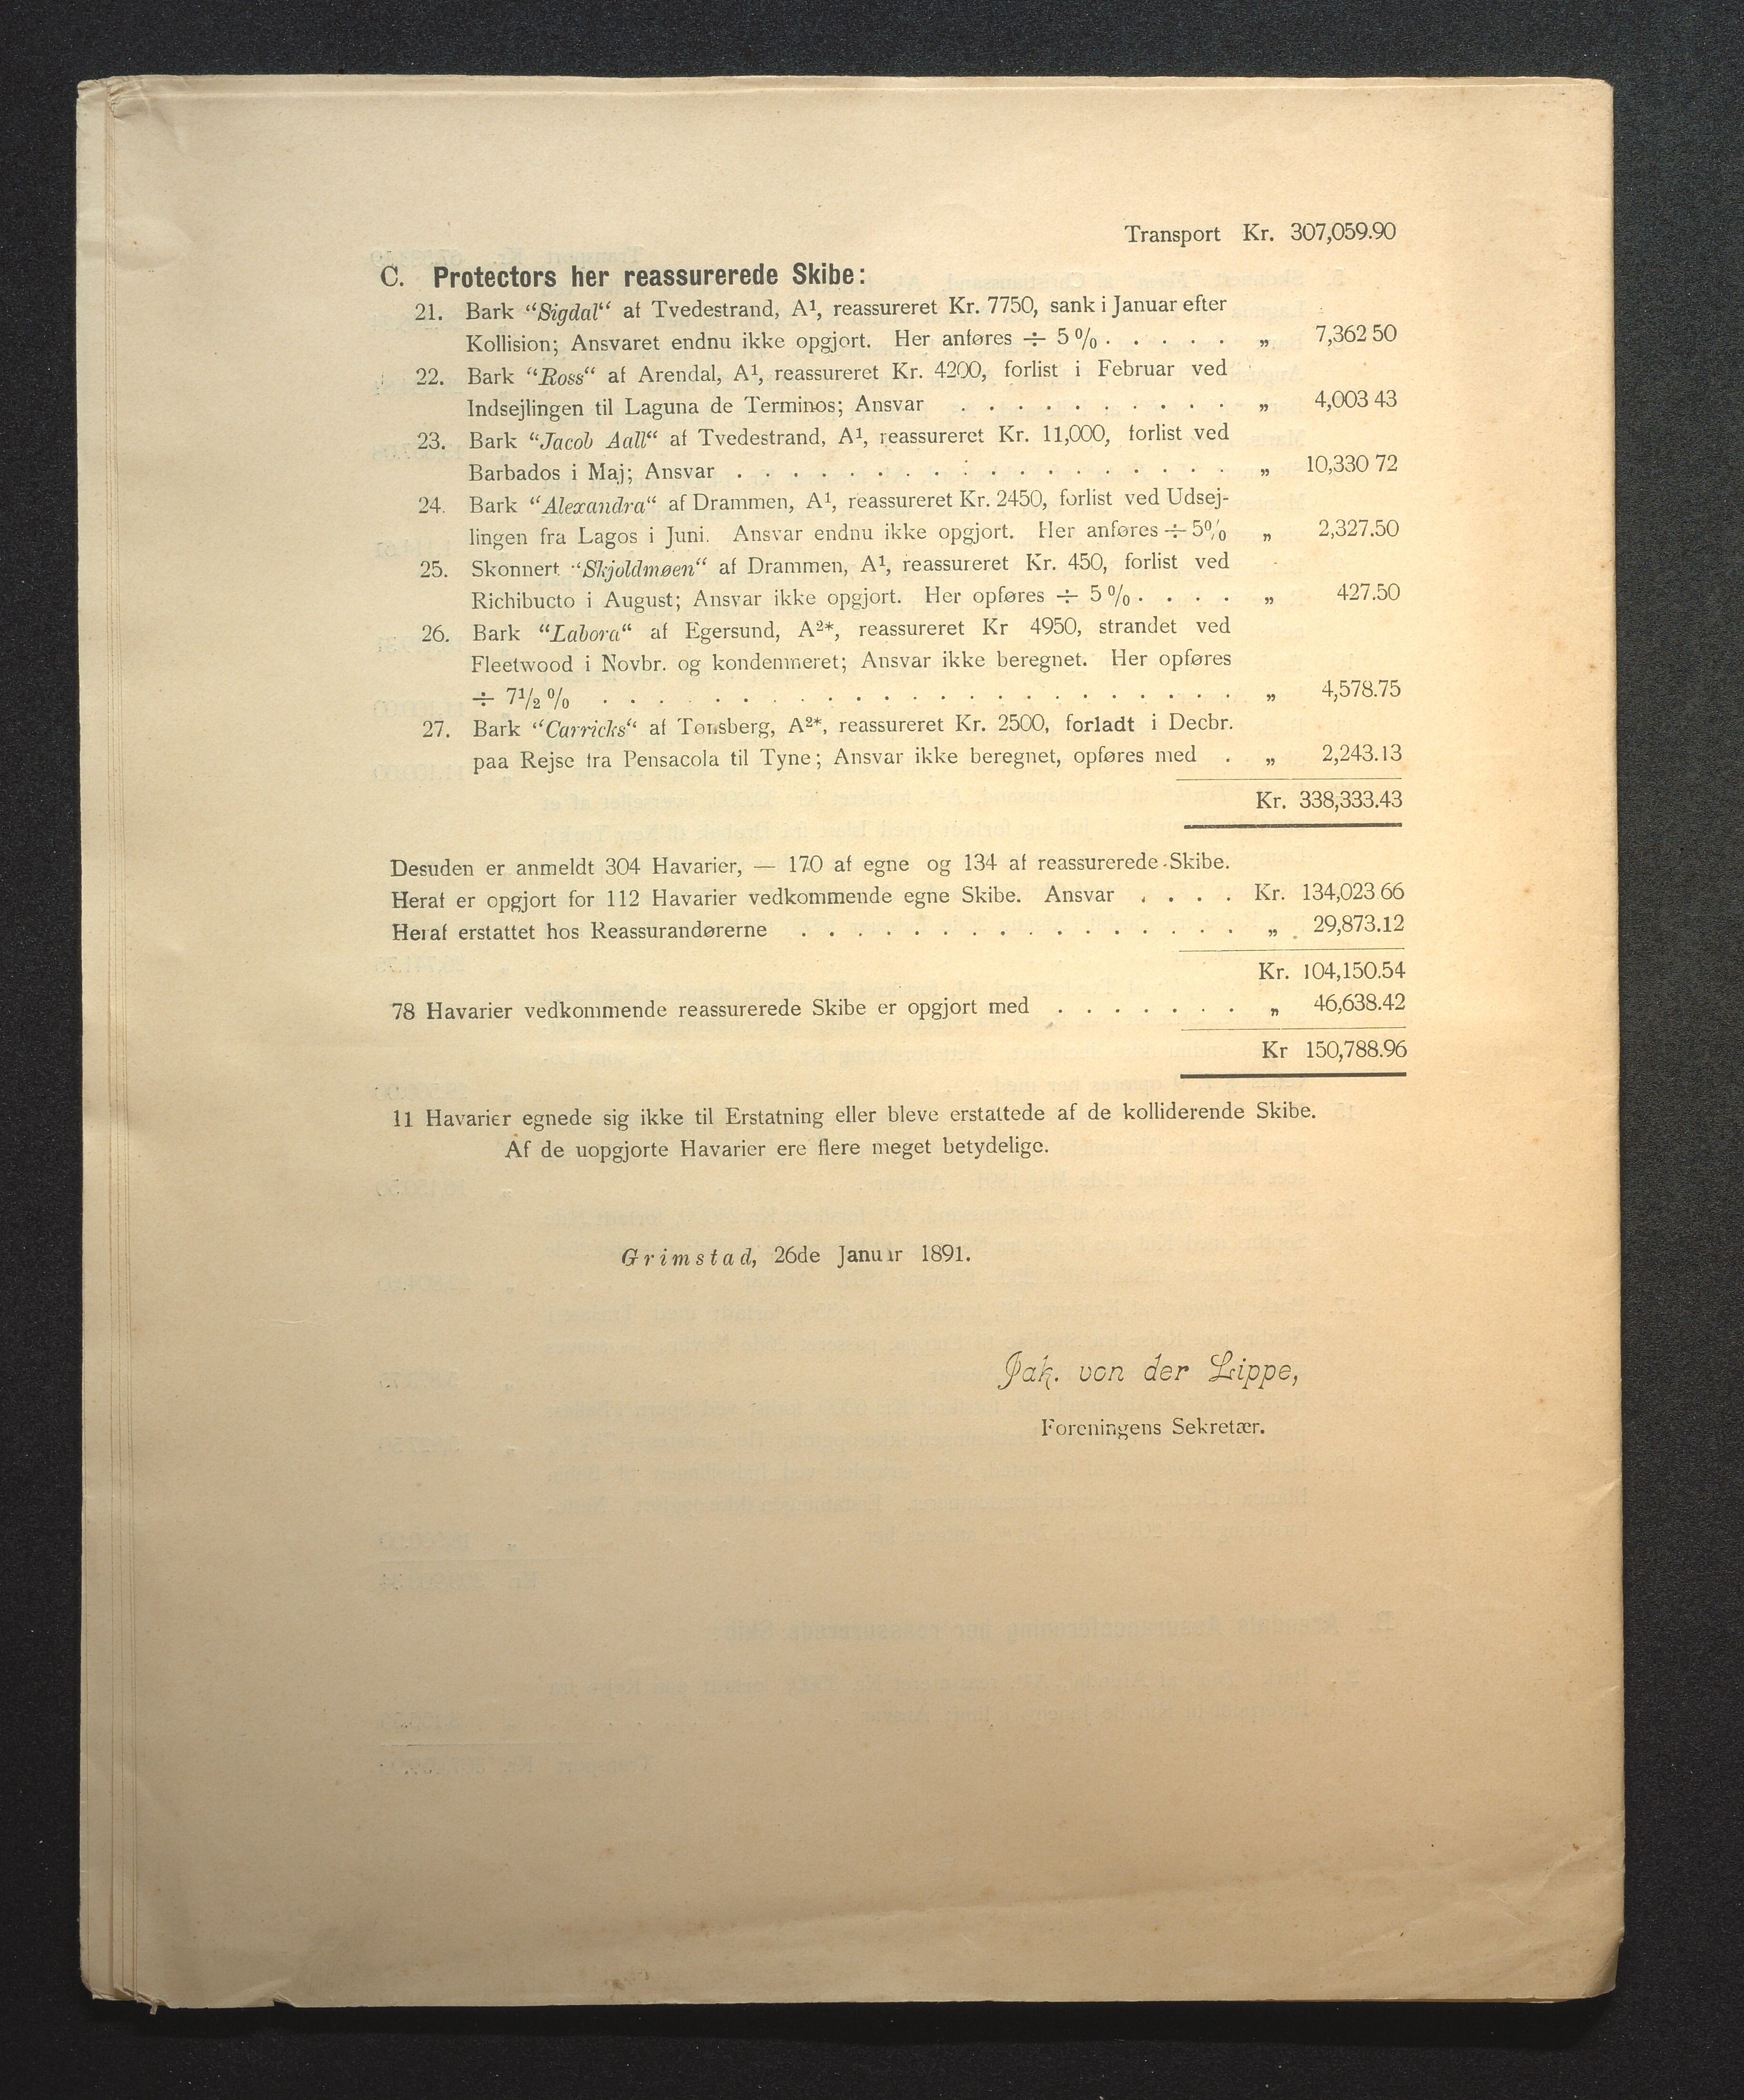 Transport Kr. 307,059.90
C. Protectors her reassurerede Skibe:
21. Bark “Sigdal“ af Tvedestrand, A¹, reassureret Kr. 7750, sank i Januar efter
Kollision; Ansvaret endnu ikke opgjort. Her anføres ÷ 5 % . . . . . „ 7,362 50
22. Bark “Ross“ af Arendal, A¹, reassureret Kr. 4200, forlist i Februar ved
Indsejlingen til Laguna de Terminos; Ansvar . . . . . . . . . . „ 4,003 43
23. Bark “Jacob Aall“ af Tvedestrand, A¹, reassureret Kr. 11,000, forlist ved
Barbados i Maj; Ansvar . . . . . . . . . . . . . . . . . . „ 10,330 72
24. Bark “Alexandra“ af Drammen, A¹, reassureret Kr. 2450, forlist ved Udsej-
lingen fra Lagos i Juni. Ansvar endnu ikke opgjort. Her anføres ÷ 5% „ 2,327.50
25. Skonnert “Skjoldmøen“ af Drammen, A¹, reassureret Kr. 450, forlist ved
Richibucto i August; Ansvar ikke opgjort. Her opføres ÷ 5 % . . . . „ 427.50
26. Bark “Labora“ af Egersund, A²*, reassureret Kr 4950, strandet ved
Fleetwood i Novbr. og kondemneret; Ansvar ikke beregnet. Her opføres
÷ 7½ % . . . . . . . . . . . . . . . . . . . . . . . „ 4,578.75
27. Bark “Carricks“ af Tønsberg, A²*, reassureret Kr. 2500, forladt i Decbr.
paa Rejse fra Pensacola til Tyne; Ansvar ikke beregnet, opføres med . „ 2,243.13
Kr. 338,333.43
Desuden er anmeldt 304 Havarier, — 170 af egne og 134 af reassurerede Skibe.
Heraf er opgjort for 112 Havarier vedkommende egne Skibe. Ansvar . . . . Kr. 134,023 66
Heraf erstattet hos Reassurandørerne . . . . . . . . . . . . . . . . „ 29,873.12
Kr. 104,150.54
78 Havarier vedkommende reassurerede Skibe er opgjort med . . . . . . . „ 46,638.42
Kr 150,788.96
11 Havarier egnede sig ikke til Erstatning eller bleve erstattede af de kolliderende Skibe.
Af de uopgjorte Havarier ere flere meget betydelige.
Grimstad, 26de Januar 1891.
Jak. von der Lippe,
Foreningens Sekretær.